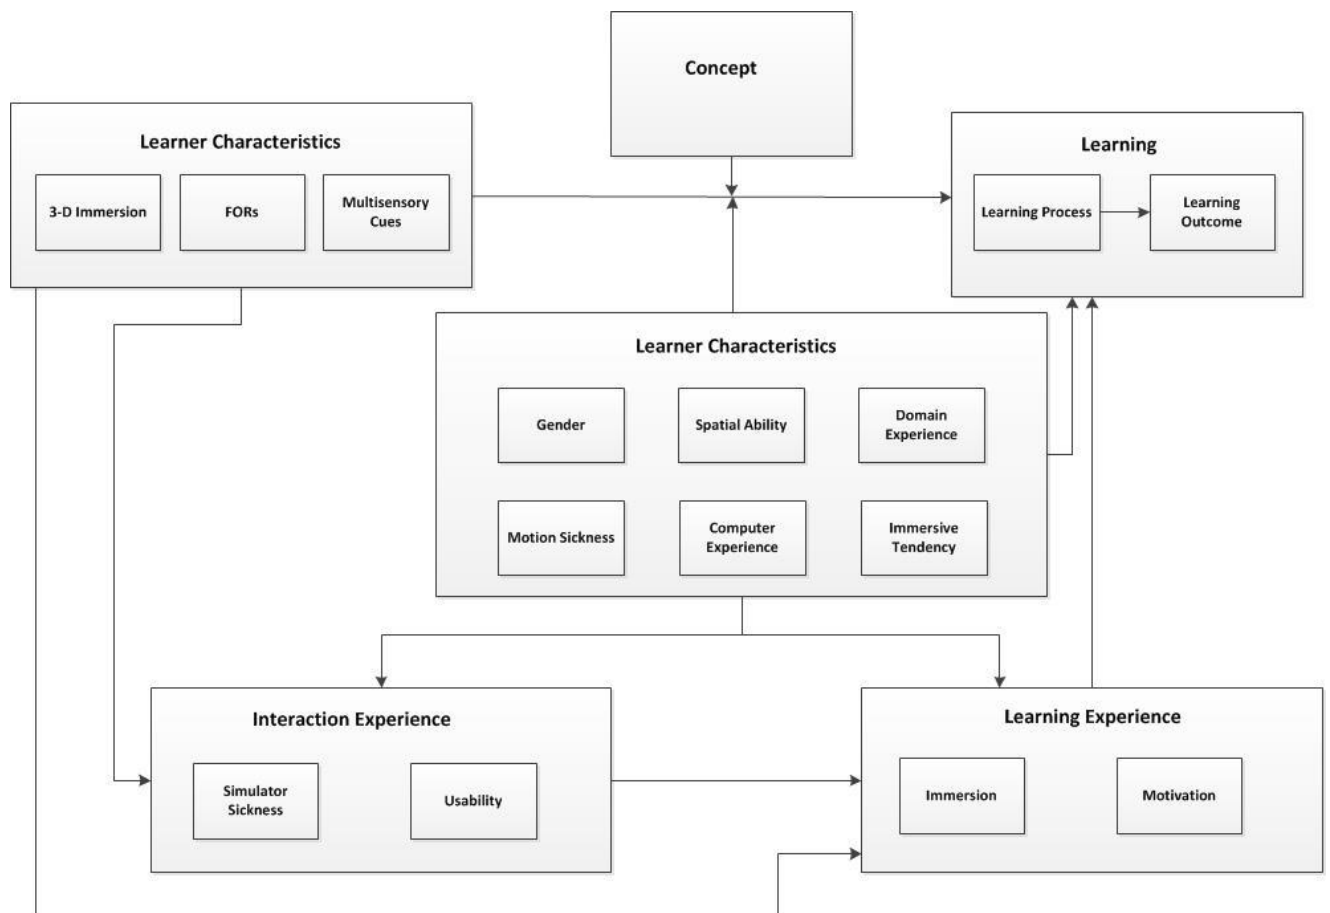 Concept
Learner Characteristics
3-D Immersion
FORs
Multisensory
Cues
Learning
Learning Process
Learning
Outcome
Learner Characteristics
Gender
Spatial Ability
Domain
Experience
Motion Sickness
Computer
Experience
Immersive
Tendency
Interaction Experience
Simulator
Sickness
Usability
Learning Experience
Immersion
Motivation